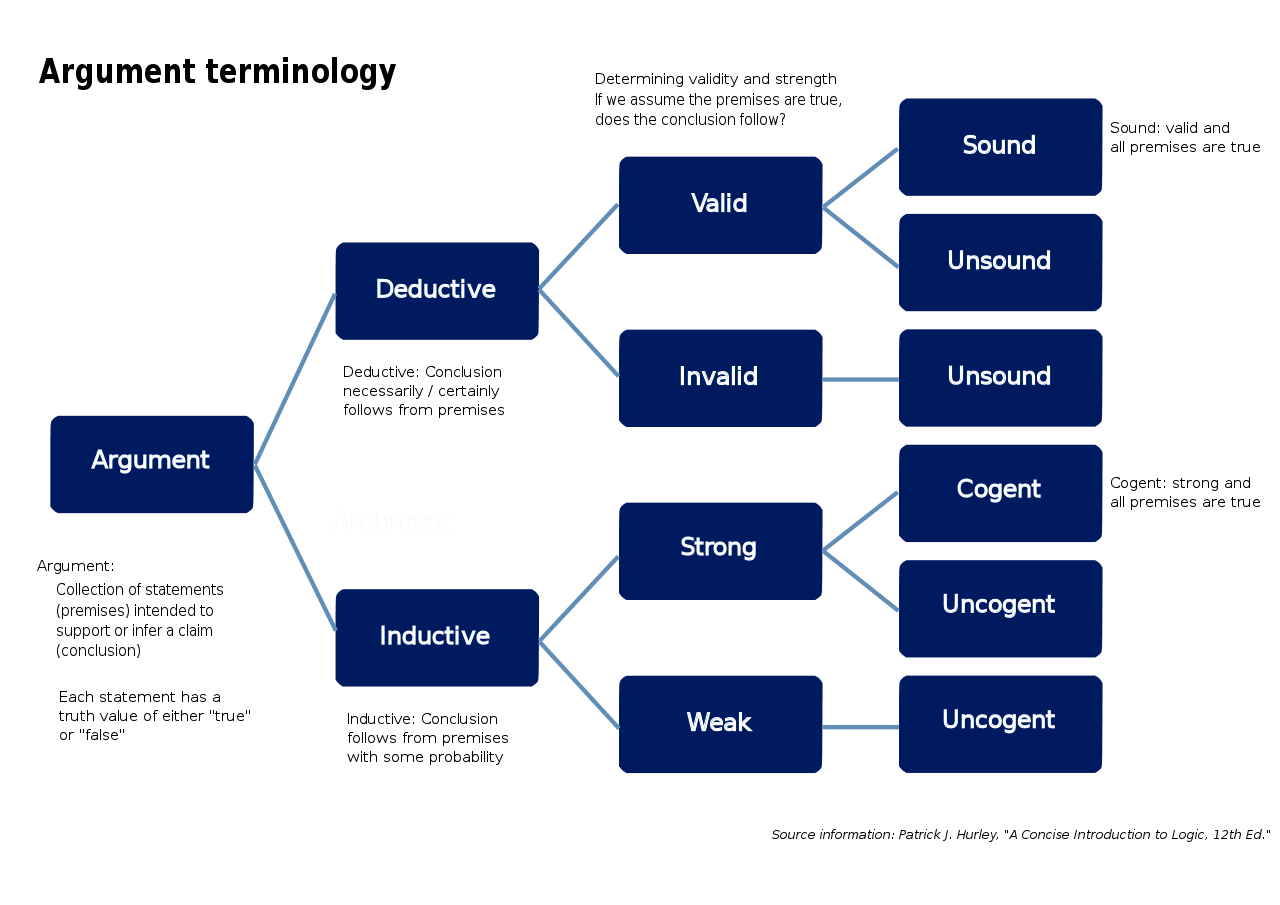 Argument terminology
Determining validity and strength
If we assume the premises are true,
does the conclusion follow?
Sound
Sound: valid and
all premises are true
Valid
Unsound
Deductive
Deductive: Conclusion
necessarily / certainly
follows from premises
Invalid
Unsound
Argument
Argument:
Collection of statements
(premises) intended to
support or infer a claim
(conclusion)
Each statement has a
truth value of either "true"
or "false"
Argument
Cogent
Cogent: strong and
all premises are true
Strong
Uncogent
Inductive
Inductive: Conclusion
follows from premises
with some probability
Weak
Uncogent
Source information: Patrick J. Hurley, "A Concise Introduction to Logic, 12th Ed."